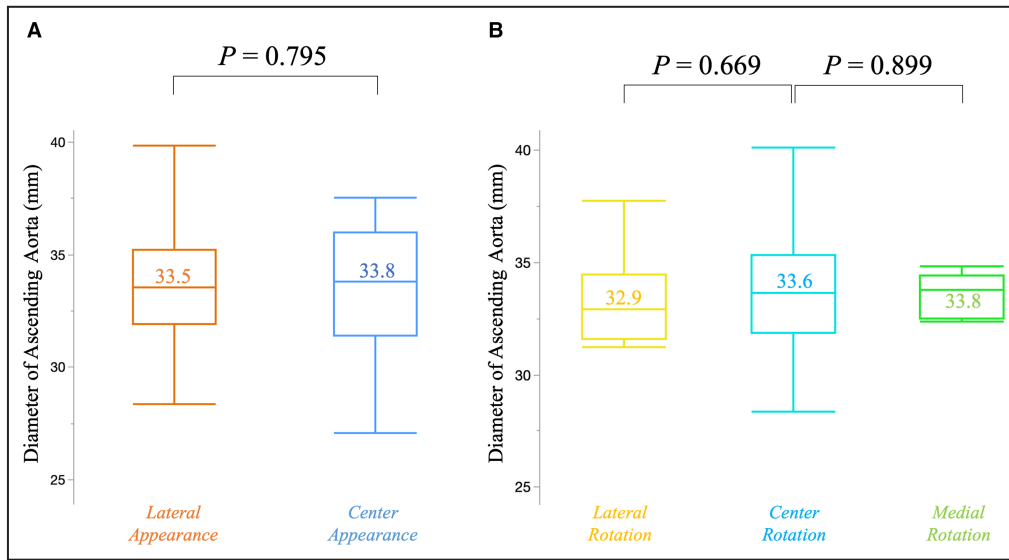 A
P = 0.795
Diameter of Ascending Aorta (mm)
40
35
30
25
33.5
33.8
Lateral
Appearance
Center
Appearance
B
P = 0.669
P = 0.899
Diameter of Ascending Aorta (mm)
40
35
30
25
32.9
33.6
33.8
Lateral
Rotation
Center
Rotation
Medial
Rotation